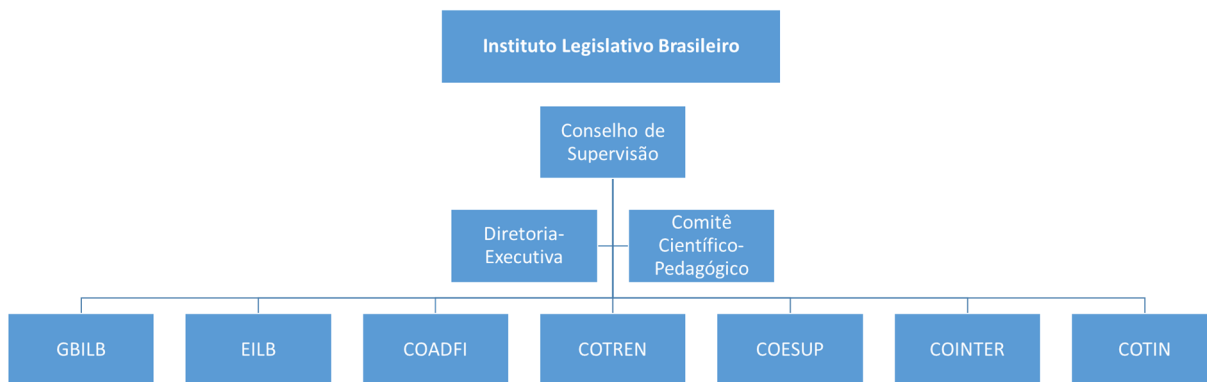 Instituto Legislativo Brasileiro
Conselho de
Supervisão
Diretoria-
Executiva
Comitê
Científico-
Pedagógico
GBILB
EILB
COADFI
COTREN
COESUP
COINTER
COTIN